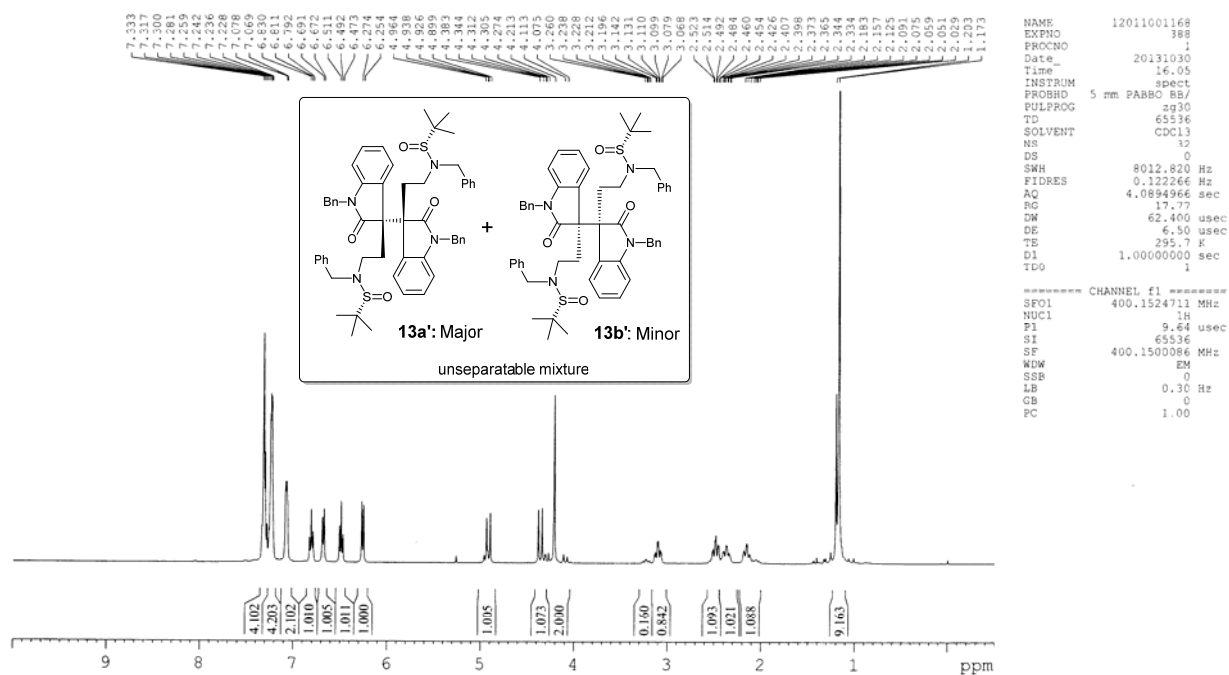 7.333 7.317 7.300 7.281 7.259 7.242 7.236 7.228 7.078 7.069 6.830 6.811 6.792 6.691 6.672 6.511 6.492 6.473 6.274 6.254 4.964 4.938 4.926 4.899 4.383 4.344 4.312 4.305 4.274 4.213 4.113 4.075 3.260 3.238 3.228 3.212 3.196 3.142 3.131 3.110 3.099 3.079 3.068 2.523 2.514 2.492 2.484 2.460 2.454 2.426 2.407 2.398 2.373 2.365 2.344 2.334 2.183 2.157 2.125 2.091 2.075 2.059 2.051 2.029 1.203 1.173
NAME 12011001168
EXPNO 388
PROCNO 1
Date_ 20131030
Time 16.05
INSTRUM spect
PROBHD 5 mm PABBO BB/
PULPROG zg30
TD 65536
SOLVENT CDCl3
NS 32
DS 0
SWH 8012.820 Hz
FIDRES 0.122266 Hz
AQ 4.0894966 sec
RG 17.77
DW 62.400 usec
DE 6.50 usec
TE 295.7 K
D1 1.00000000 sec
TD0 1
======== CHANNEL f1 ========
SFO1 400.1524711 MHz
NUC1 1H
P1 9.64 usec
SI 65536
SF 400.1500086 MHz
WDW EM
SSB 0
LB 0.30 Hz
GB 0
PC 1.00
O S N Ph
Bn N O
O N Bn
Ph N S O
13a': Major
+
O S N Ph
Bn N O
O N Bn
Ph N S O
13b': Minor
unseparatable mixture
4.102 4.203 2.102 1.010 1.005 1.011 1.000 1.005 1.073 2.000 0.160 0.842 1.093 1.021 1.088 9.163
9 8 7 6 5 4 3 2 1 ppm